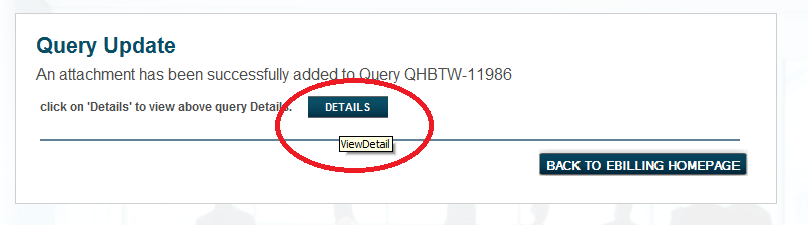 Query Update
An attachment has been successfully added to Query QHBTW-11986
click on 'Details' to view above query Details. DETAILS
ViewDetail
BACK TO EBILLING HOMEPAGE